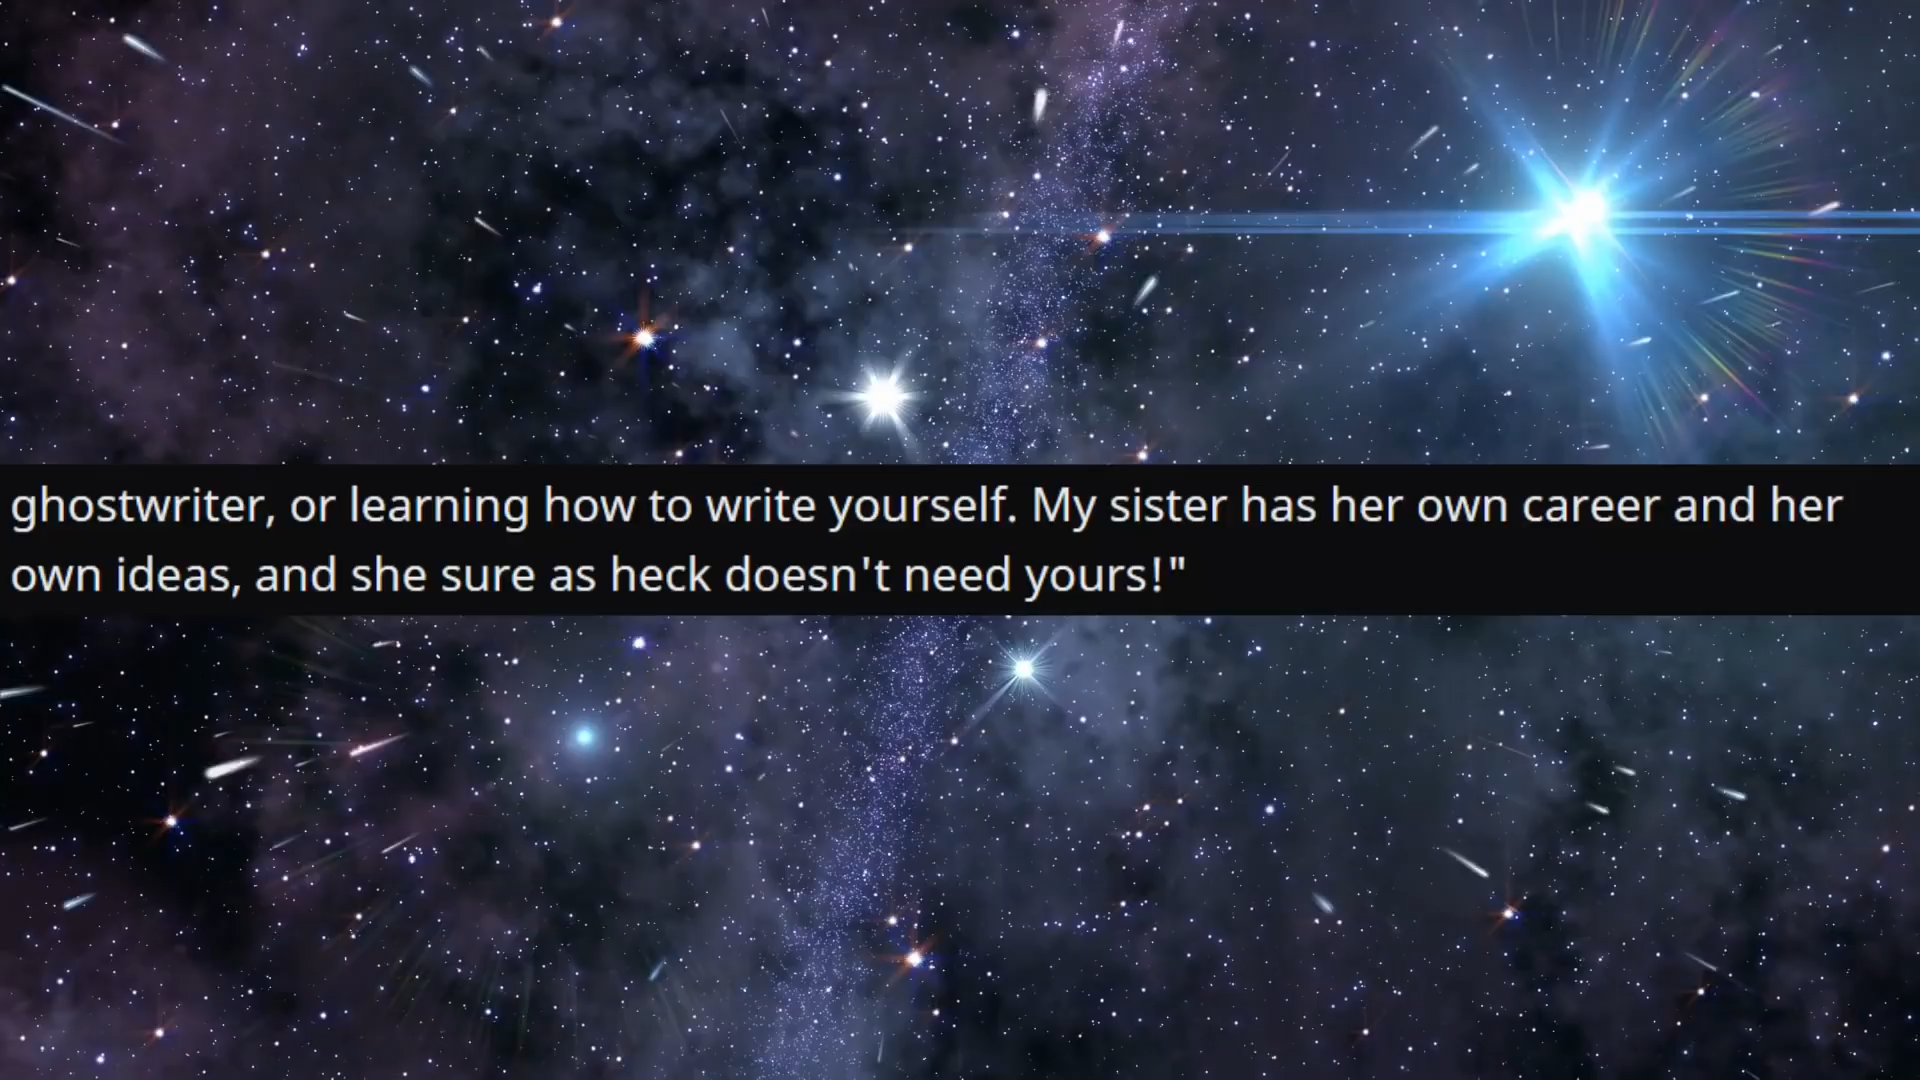 ghostwriter, or learning how to write yourself. My sister has her own career and her
own ideas, and she sure as heck doesn't need yours!"